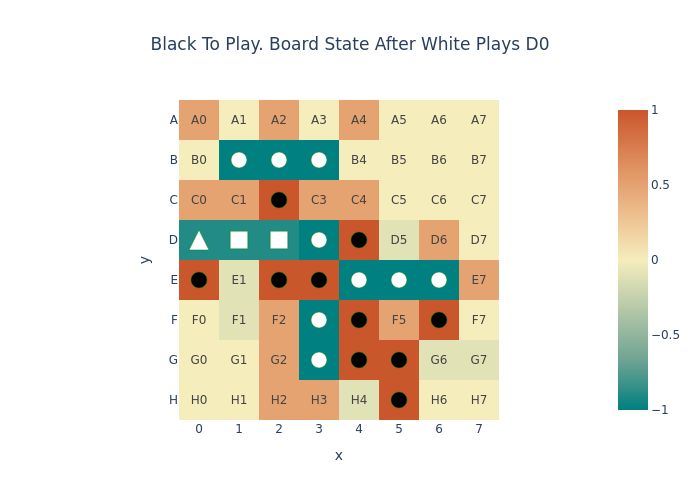 Black To Play. Board State After White Plays D0
A A0 A1 A2 A3 A4 A5 A6 A7
B B0 B4 B5 B6 B7
C C0 C1 C3 C4 C5 C6 C7
D D5 D6 D7
E E1 E7
F F0 F1 F2 F5 F7
G G0 G1 G2 G6 G7
H H0 H1 H2 H3 H4 H6 H7
0 1 2 3 4 5 6 7
x
y
1
0.5
0
−0.5
−1